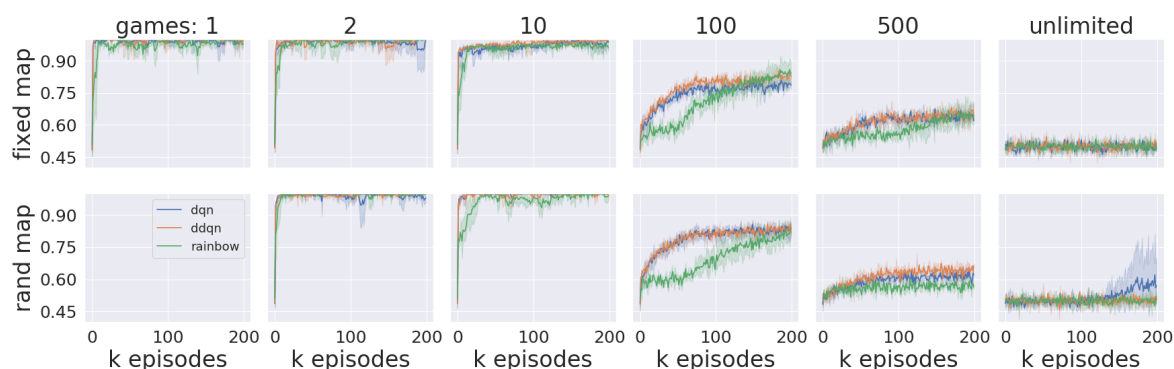 games: 1 2 10 100 500 unlimited
fixed map
0.90
0.75
0.60
0.45
rand map
0.90
0.75
0.60
0.45
dqn
ddqn
rainbow
0 100 200 0 100 200 0 100 200 0 100 200 0 100 200 0 100 200
k episodes k episodes k episodes k episodes k episodes k episodes